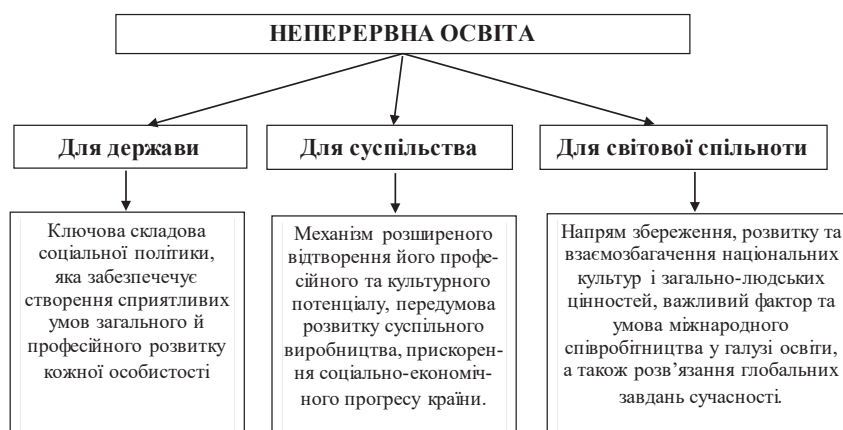 НЕПЕРЕРВНА ОСВІТА
Для держави
Для суспільства
Для світової спільноти
Ключова складова
соціальної політики,
яка забезпечечує
створення сприятливих
умов загального й
професійного розвитку
кожної особистості
Механізм розширеного
відтворення його профе-
сійного та культурного
потенціалу, передумова
розвитку суспільного
виробництва, прискорен-
ня соціально-економіч-
ного прогресу країни.
Напрям збереження, розвитку та
взаємозбагачення національних
культур і загально-людських
цінностей, важливий фактор та
умова міжнародного
співробітництва у галузі освіти,
а також розв’язання глобальних
завдань сучасності.